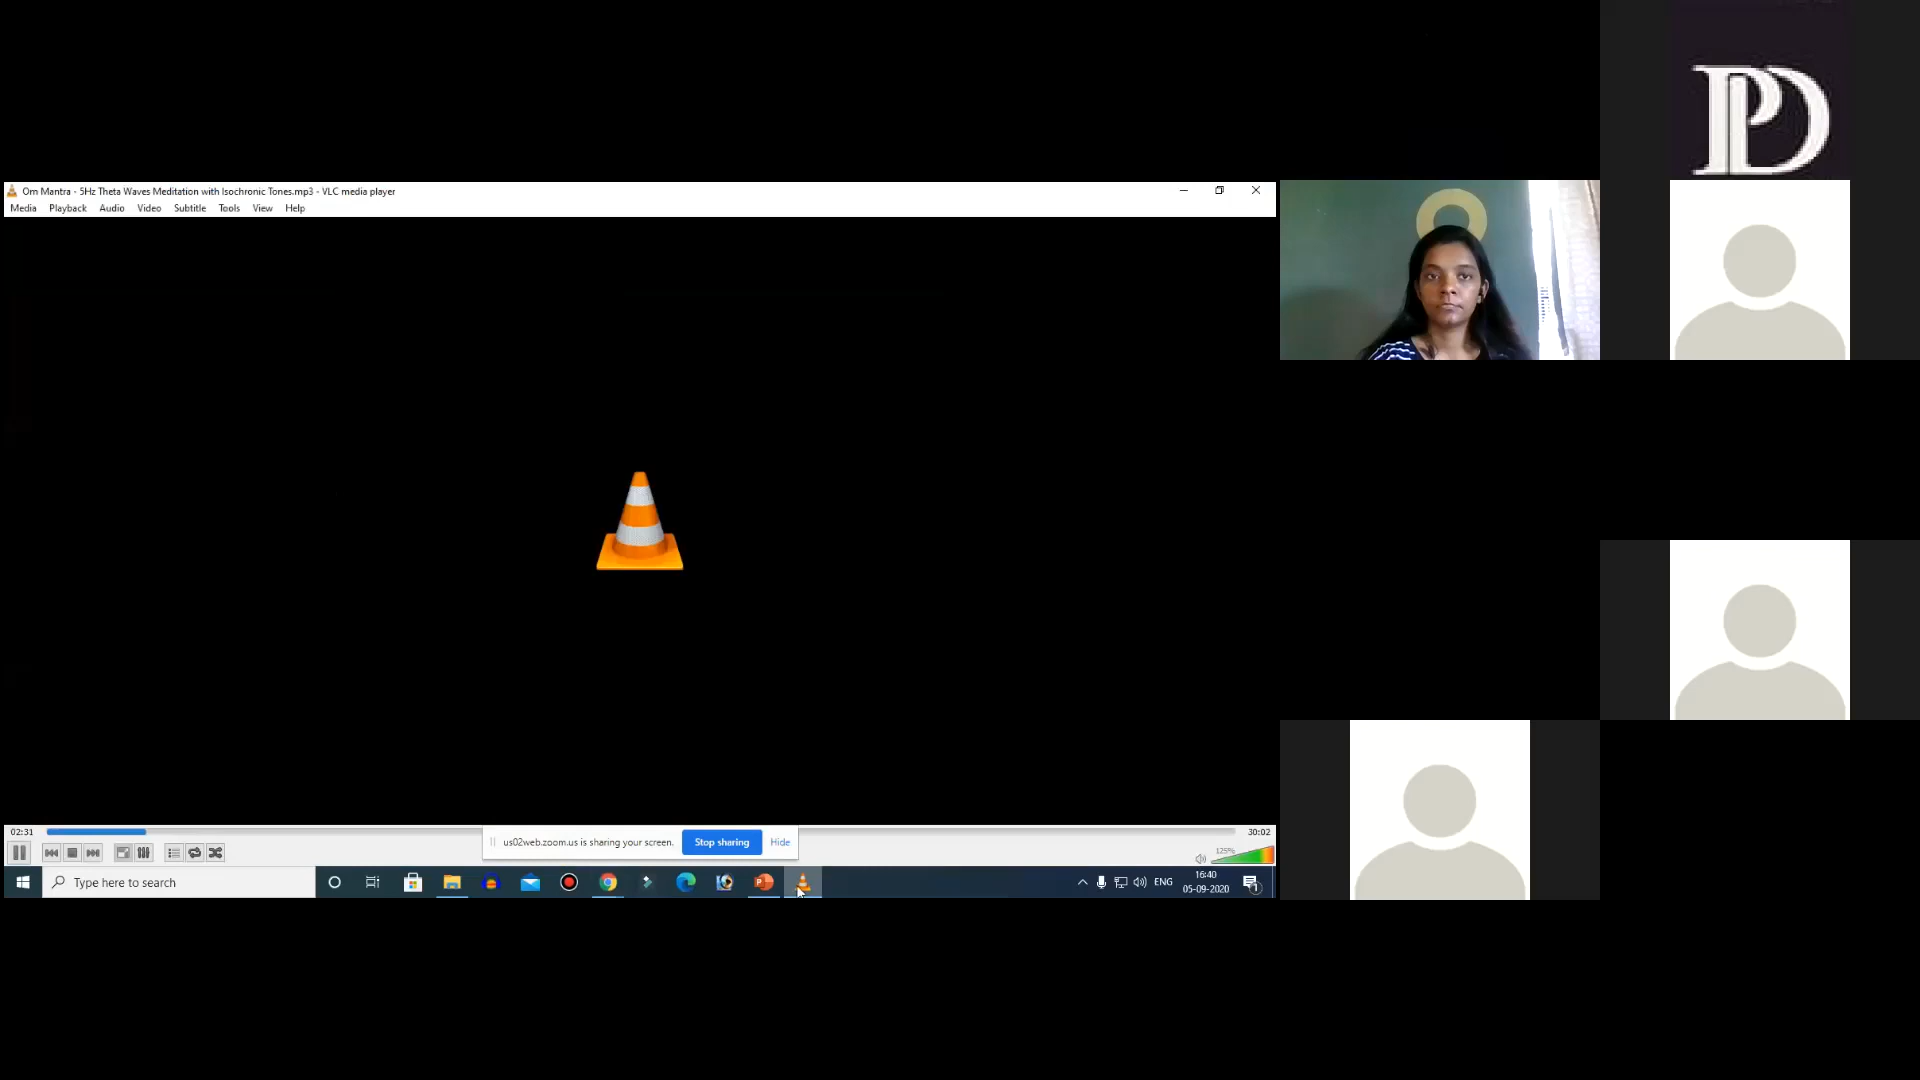 PD
Om Mantra - 5Hz Theta Waves Meditation with Isochronic Tones.mp3 - VLC media player
Media Playback Audio Video Subtitle Tools View Help
02:31
30:02
us02web.zoom.us is sharing your screen. Stop sharing Hide
125%
Type here to search
ENG
16:40
05-09-2020
1